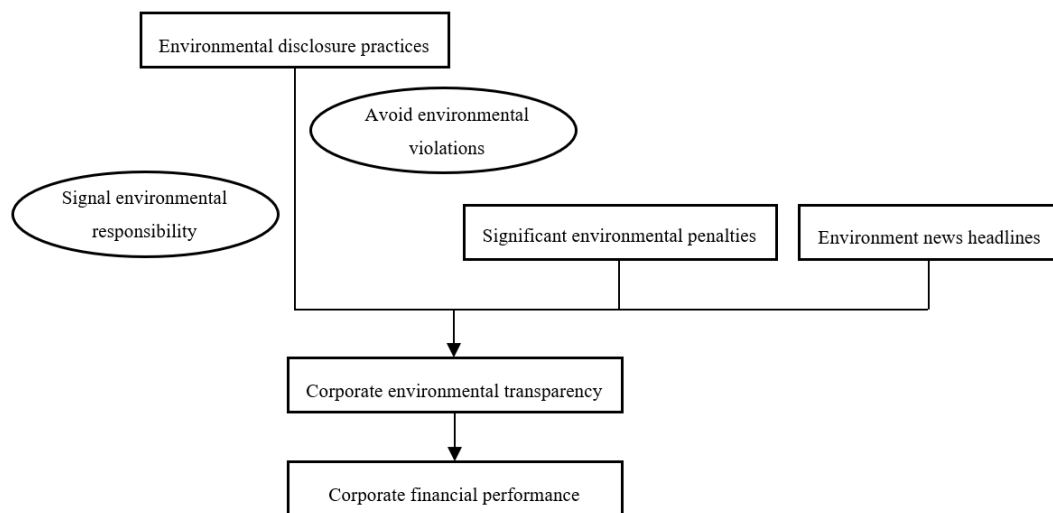 Environmental disclosure practices
Avoid environmental
violations
Signal environmental
responsibility
Significant environmental penalties
Environment news headlines
Corporate environmental transparency
Corporate financial performance